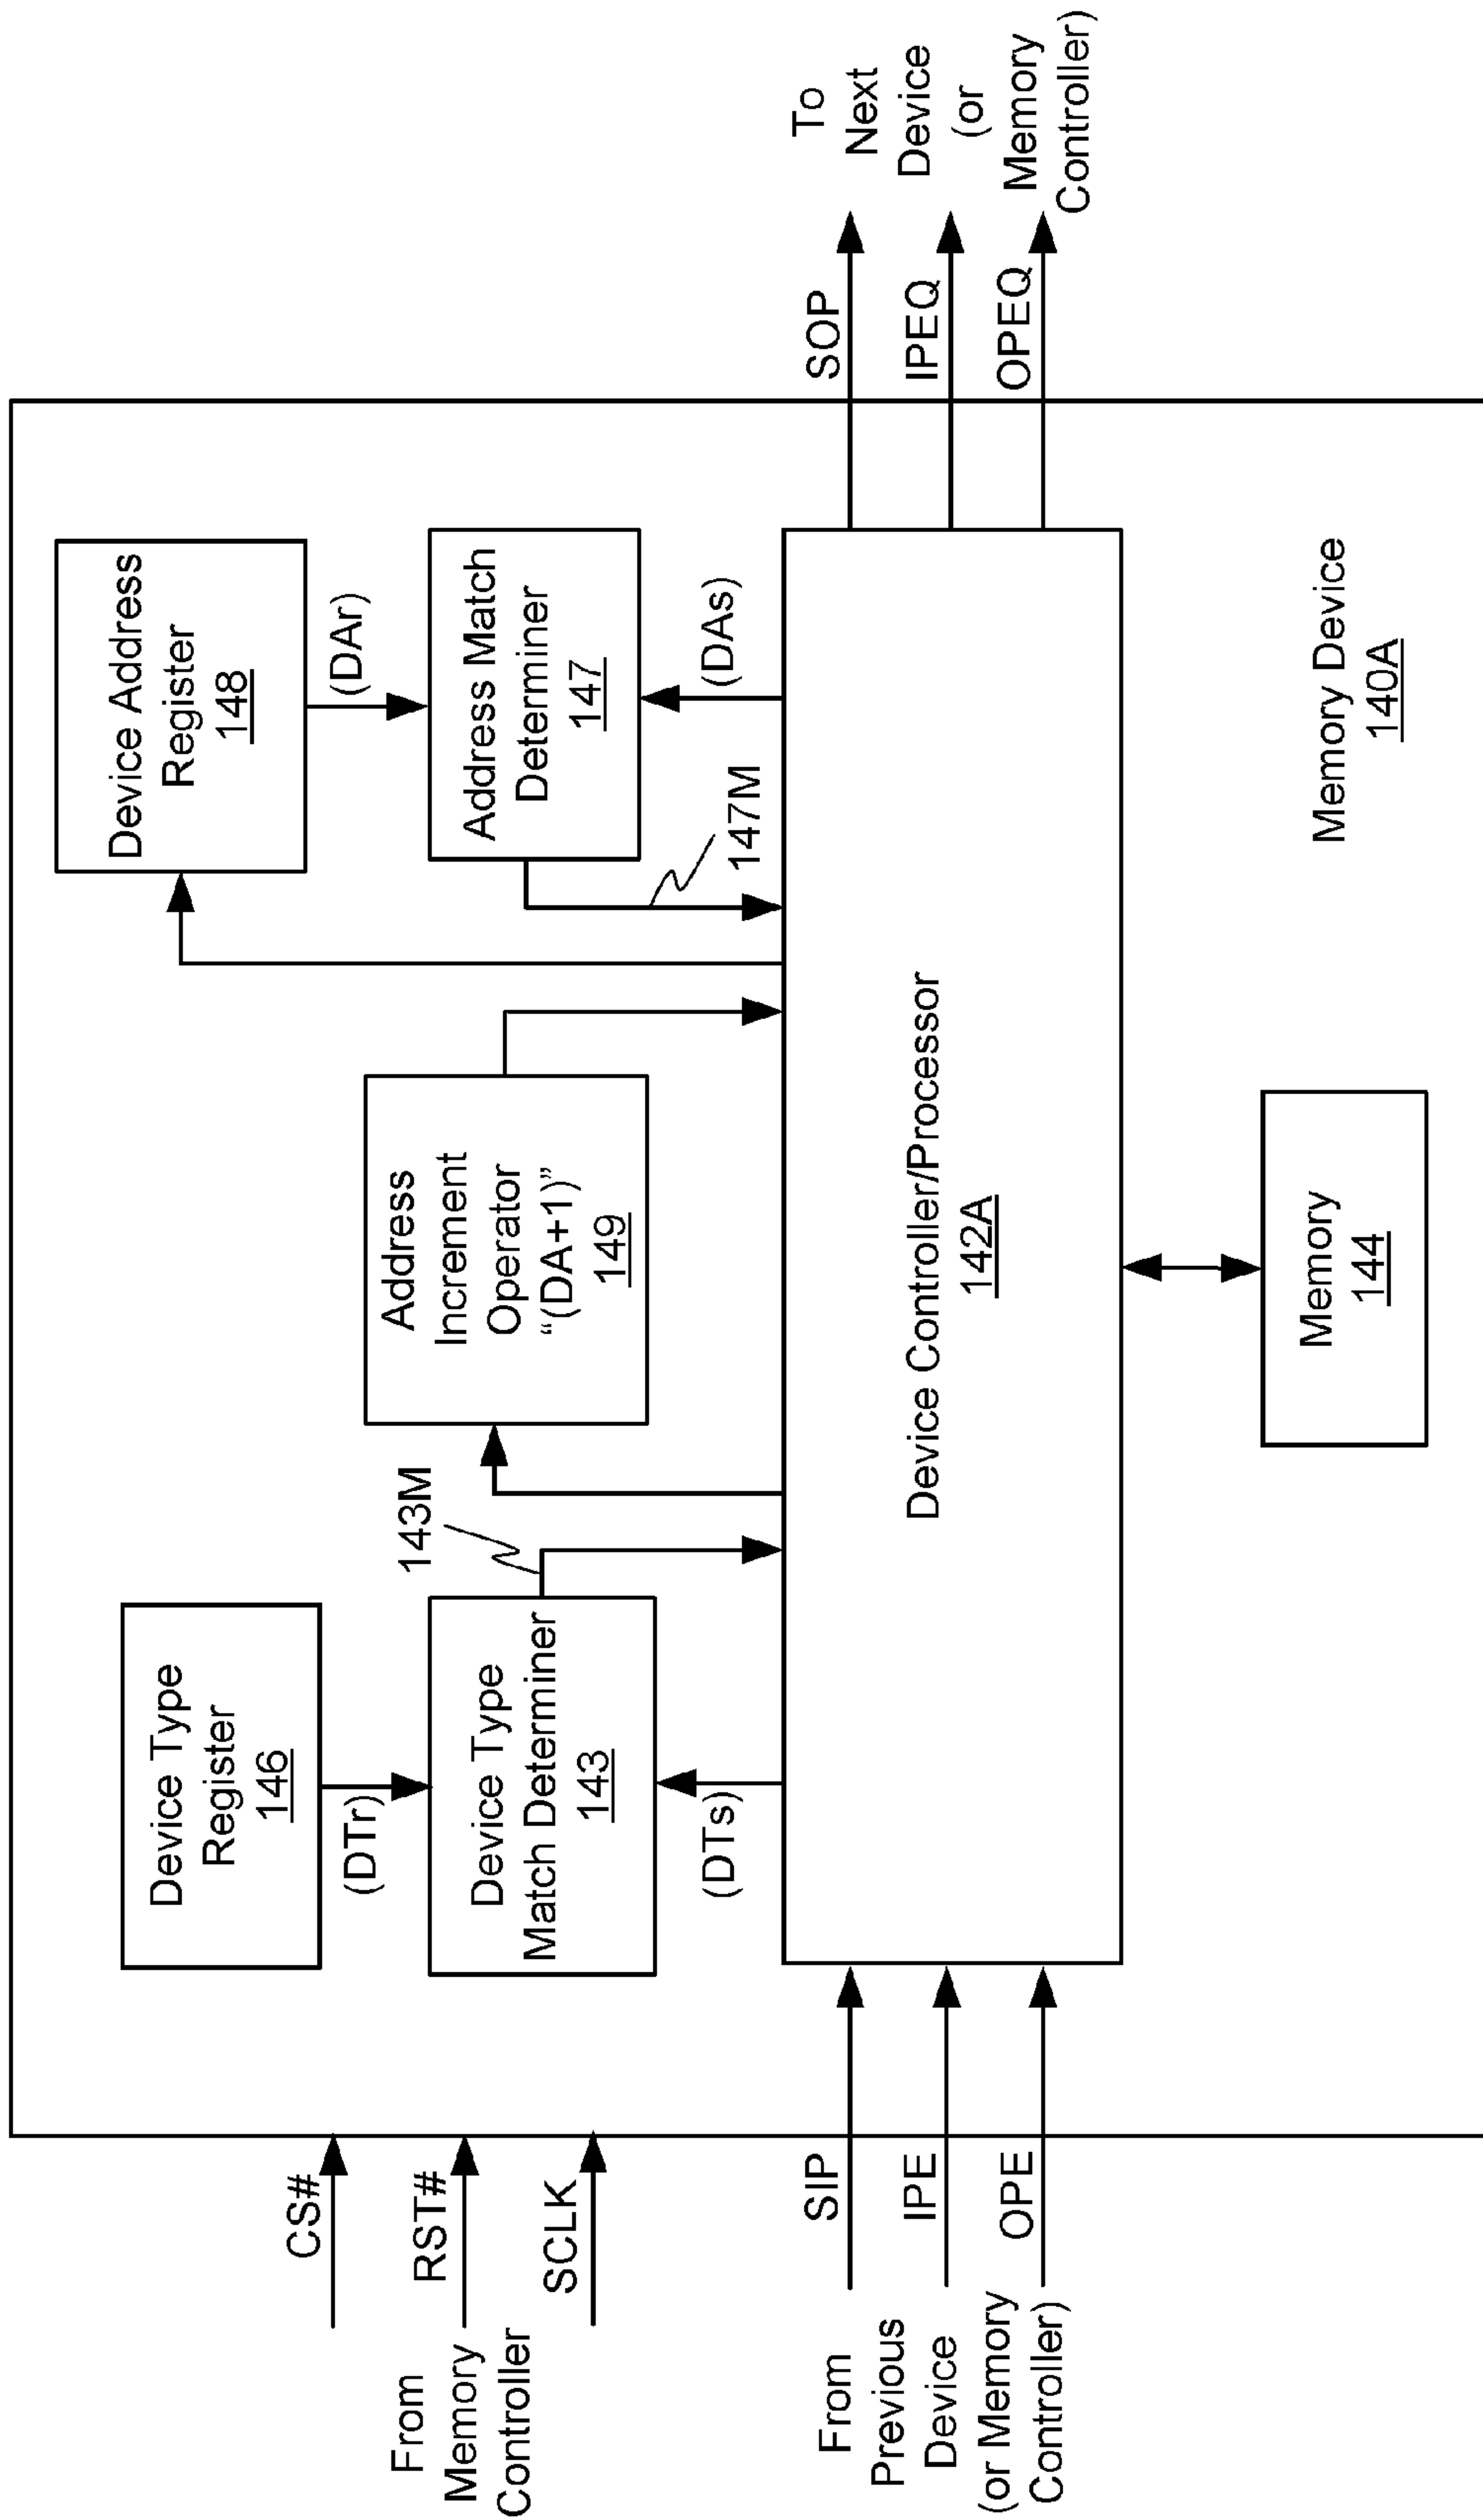 CS#
RST#
SCLK
From
Memory
Controller
SIP
IPE
OPE
From
Previous
Device
(or Memory
Controller)
Device Type
Register
146
(DTr)
Device Type
Match Determiner
143
(DTs)
143M
Address
Increment
Operator
“(DA+1)”
149
Device Address
Register
148
(DAr)
Address Match
Determiner
147
(DAs)
147M
Device Controller/Processor
142A
Memory
144
Memory Device
140A
SOP
IPEQ
OPEQ
To
Next
Device
(or
Memory
Controller)